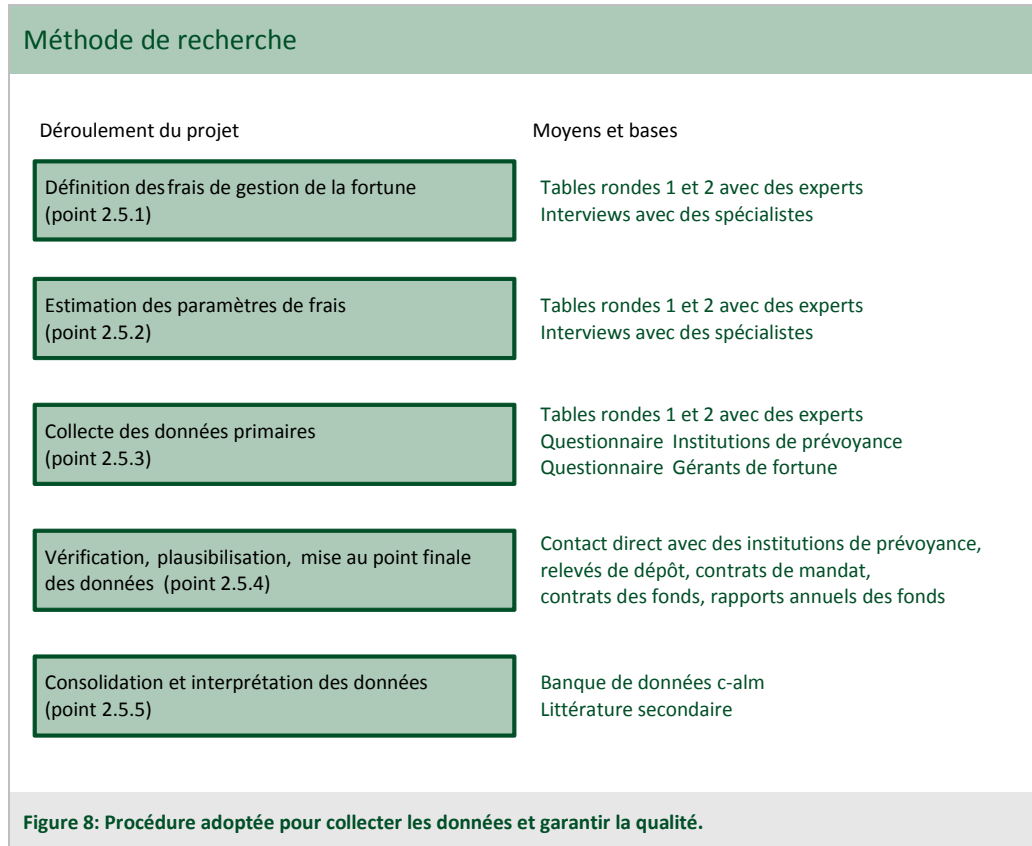 Méthode de recherche
Déroulement du projet
Moyens et bases
Définition des frais de gestion de la fortune
(point 2.5.1)
Tables rondes 1 et 2 avec des experts
Interviews avec des spécialistes
Estimation des paramètres de frais
(point 2.5.2)
Tables rondes 1 et 2 avec des experts
Interviews avec des spécialistes
Collecte des données primaires
(point 2.5.3)
Tables rondes 1 et 2 avec des experts
Questionnaire Institutions de prévoyance
Questionnaire Gérants de fortune
Vérification, plausibilisation, mise au point finale
des données (point 2.5.4)
Contact direct avec des institutions de prévoyance,
relevés de dépôt, contrats de mandat,
contrats des fonds, rapports annuels des fonds
Consolidation et interprétation des données
(point 2.5.5)
Banque de données c-alm
Littérature secondaire
Figure 8: Procédure adoptée pour collecter les données et garantir la qualité.